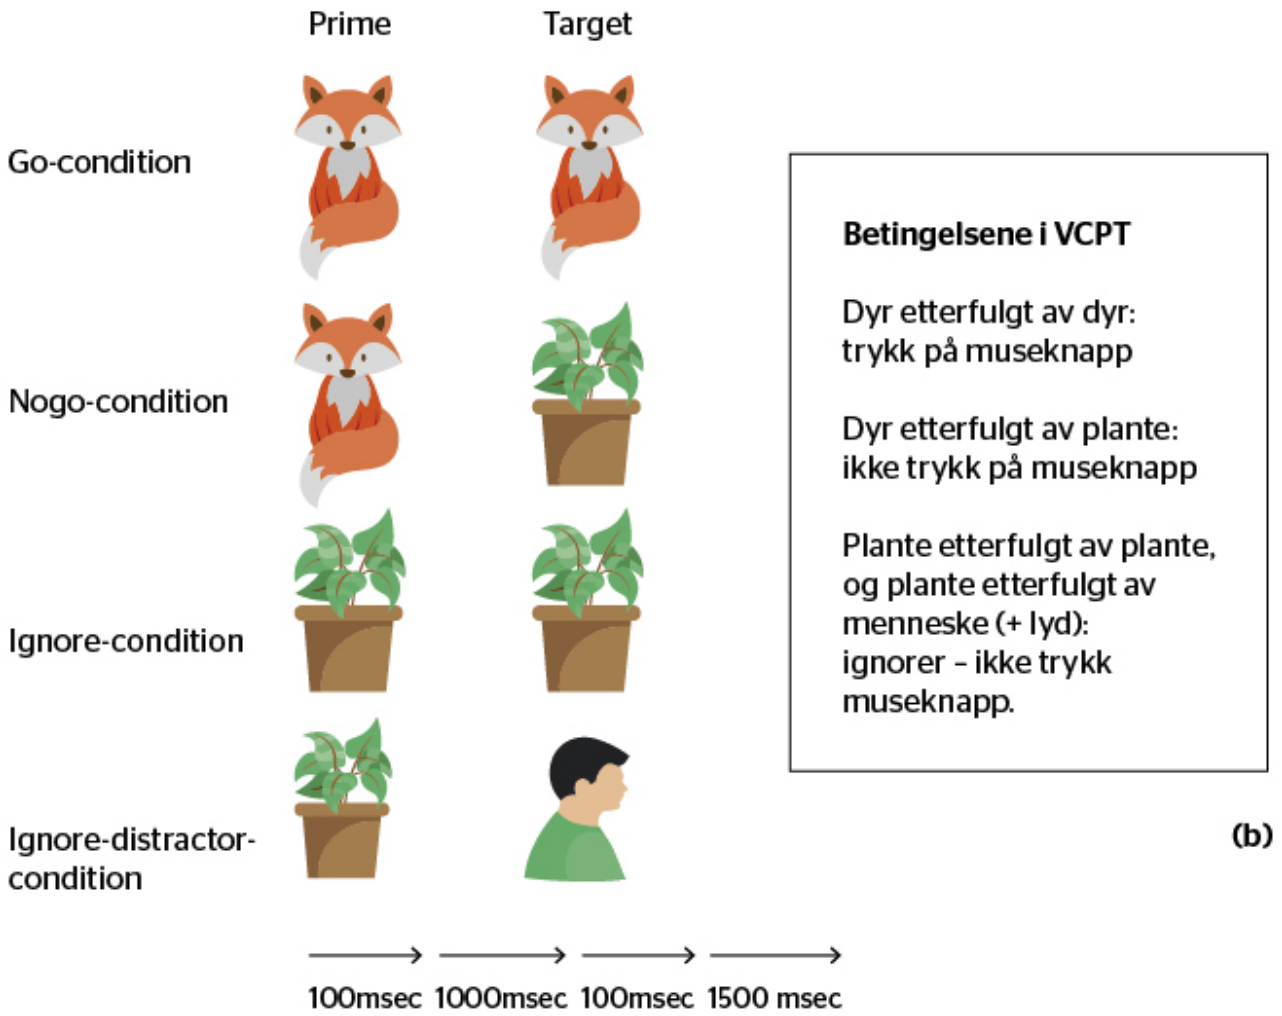 Prime Target
Go-condition
Nogo-condition
Ignore-condition
Ignore-distractor-
condition
100msec 1000msec 100msec 1500 msec
Betingelsene i VCPT
Dyr etterfulgt av dyr:
trykk på museknapp
Dyr etterfulgt av plante:
ikke trykk på museknapp
Plante etterfulgt av plante,
og plante etterfulgt av
menneske (+ lyd):
ignorer – ikke trykk
museknapp.
(b)